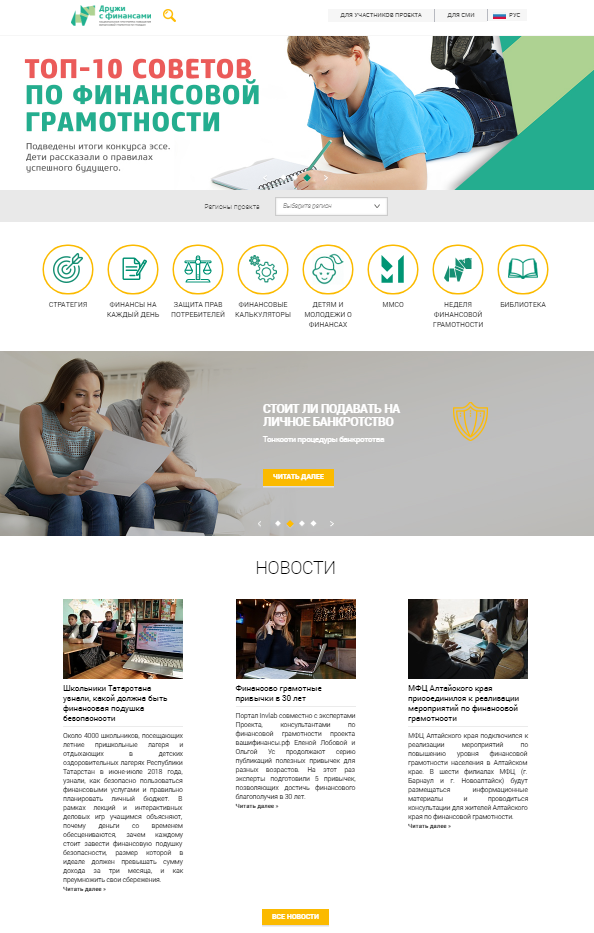 Дружи
с финансами
ДЛЯ УЧАСТНИКОВ ПРОЕКТА
ДЛЯ СМИ
РУС
ТОП-10 СОВЕТОВ
ПО ФИНАНСОВОЙ
ГРАМОТНОСТИ
Подведены итоги конкурса эссе.
Дети рассказали о правилах
успешного будущего.
Регионы проекта
Выберите регион
СТРАТЕГИЯ
ФИНАНСЫ НА
КАЖДЫЙ ДЕНЬ
ЗАЩИТА ПРАВ
ПОТРЕБИТЕЛЕЙ
ФИНАНСОВЫЕ
КАЛЬКУЛЯТОРЫ
ДЕТЯМ И
МОЛОДЕЖИ О
ФИНАНСАХ
ММСО
НЕДЕЛЯ
ФИНАНСОВОЙ
ГРАМОТНОСТИ
БИБЛИОТЕКА
СТОИТ ЛИ ПОДАВАТЬ НА
ЛИЧНОЕ БАНКРОТСТВО
Тонкости процедуры банкротства
ЧИТАТЬ ДАЛЕЕ
НОВОСТИ
Школьники Татарстана
узнали, какой должна быть
финансовая подушка
безопасности
Около 4000 школьников, посещающих
летние пришкольные лагеря и
отдыхающих в детских
оздоровительных лагерях Республики
Татарстан в июне-июле 2018 года,
узнали, как безопасно пользоваться
финансовыми услугами и правильно
планировать личный бюджет. В
рамках лекций и интерактивных
деловых игр учащимся объясняют,
почему деньги со временем
обесцениваются, зачем каждому
стоит завести финансовую подушку
безопасности, размер которой в
идеале должен превышать сумму
дохода за три месяца, и как
преумножить свои сбережения.
Читать далее »
Финансово грамотные
привычки в 30 лет
Портал Invlab совместно с экспертами
Проекта, консультантами по
финансовой грамотности проекта
вашифинансы.рф Еленой Лобовой и
Ольгой Ус продолжают серию
публикаций полезных привычек для
разных возрастов. На этот раз
эксперты подготовили 5 привычек,
позволяющих достичь финансового
благополучия в 30 лет.
Читать далее »
МФЦ Алтайского края
присоединился к реализации
мероприятий по финансовой
грамотности
МФЦ Алтайского края подключился к
реализации мероприятий по
повышению уровня финансовой
грамотности населения в Алтайском
крае. В шести филиалах МФЦ (г.
Барнаул и г. Новоалтайск) будут
размещаться информационные
материалы и проводиться
консультации для жителей Алтайского
края по финансовой грамотности.
Читать далее »
ВСЕ НОВОСТИ